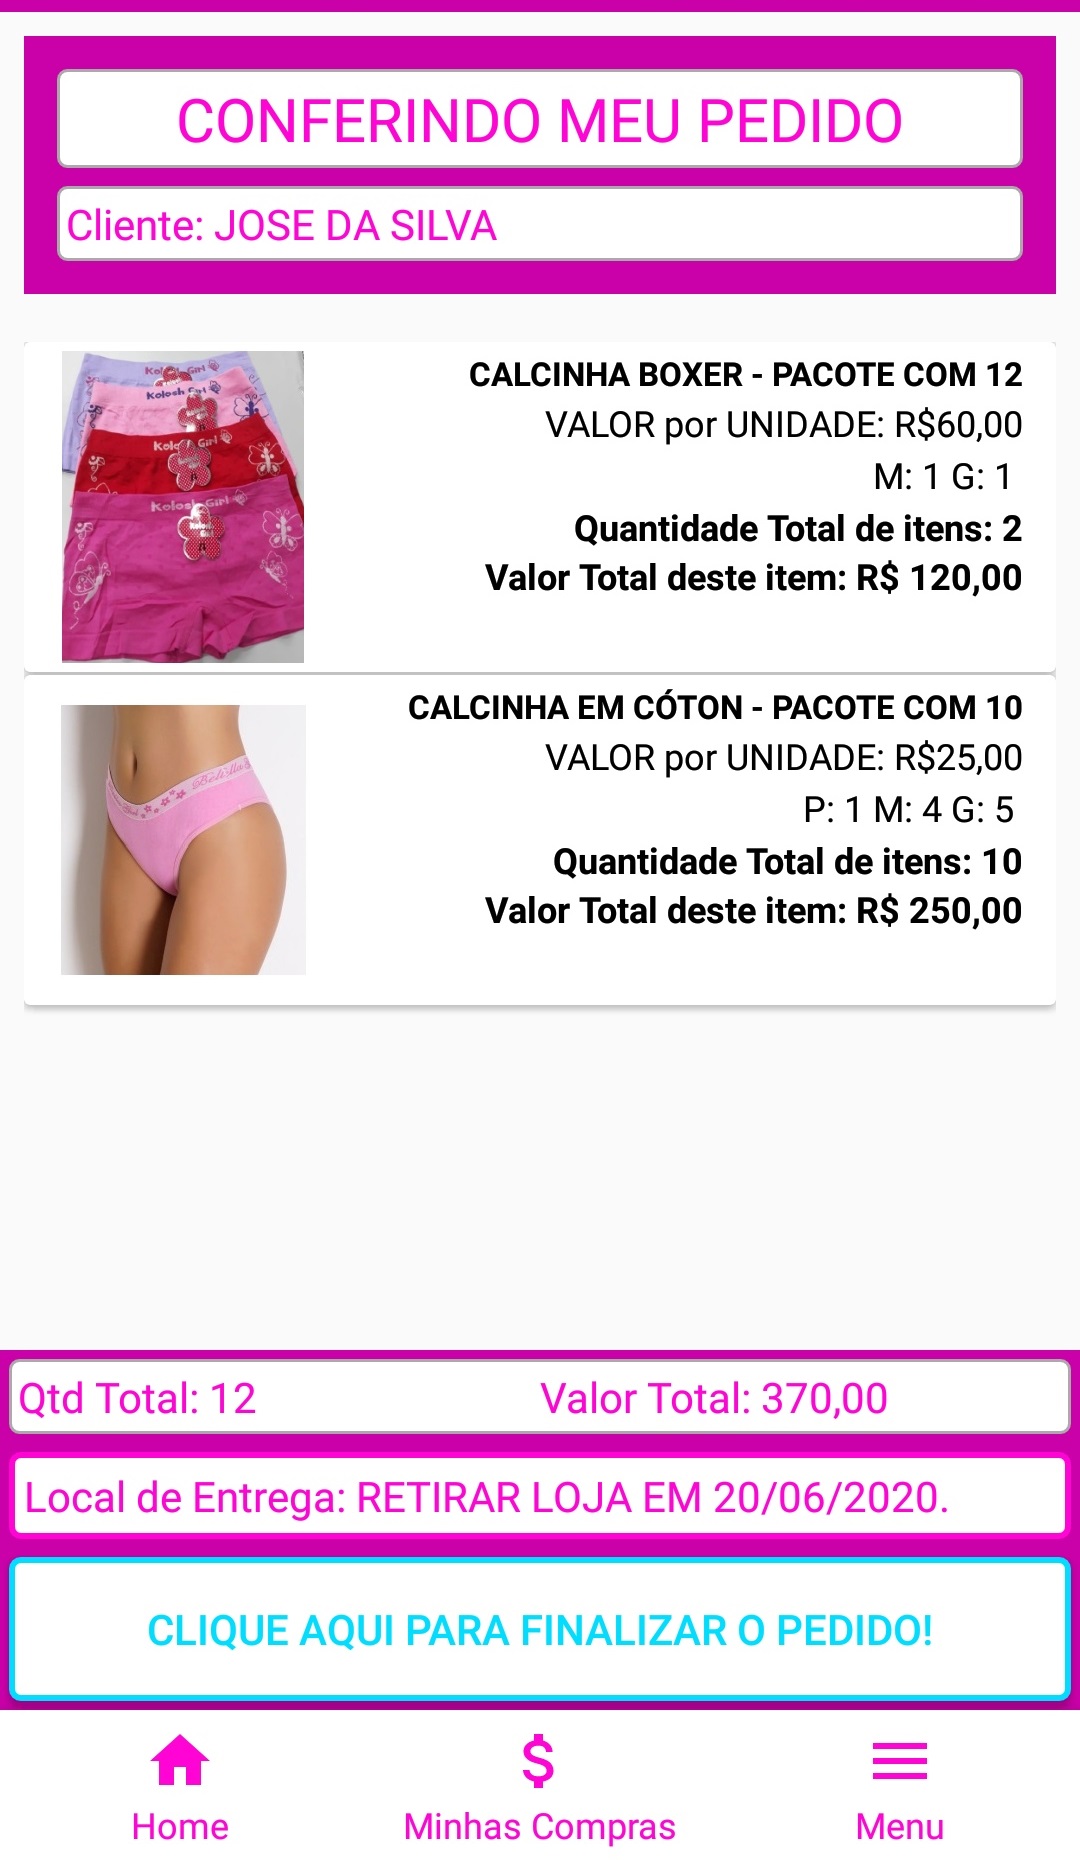 CONFERINDO MEU PEDIDO
Cliente: JOSE DA SILVA
Kolosh Girl
Kolosh Girl
Kolosh Girl
CALCINHA BOXER - PACOTE COM 12
VALOR por UNIDADE: R$60,00
M: 1 G: 1
Quantidade Total de itens: 2
Valor Total deste item: R$ 120,00
CALCINHA EM CÓTON - PACOTE COM 10
VALOR por UNIDADE: R$25,00
P: 1 M: 4 G: 5
Quantidade Total de itens: 10
Valor Total deste item: R$ 250,00
Qtd Total: 12 Valor Total: 370,00
Local de Entrega: RETIRAR LOJA EM 20/06/2020.
CLIQUE AQUI PARA FINALIZAR O PEDIDO!
Home Minhas Compras Menu